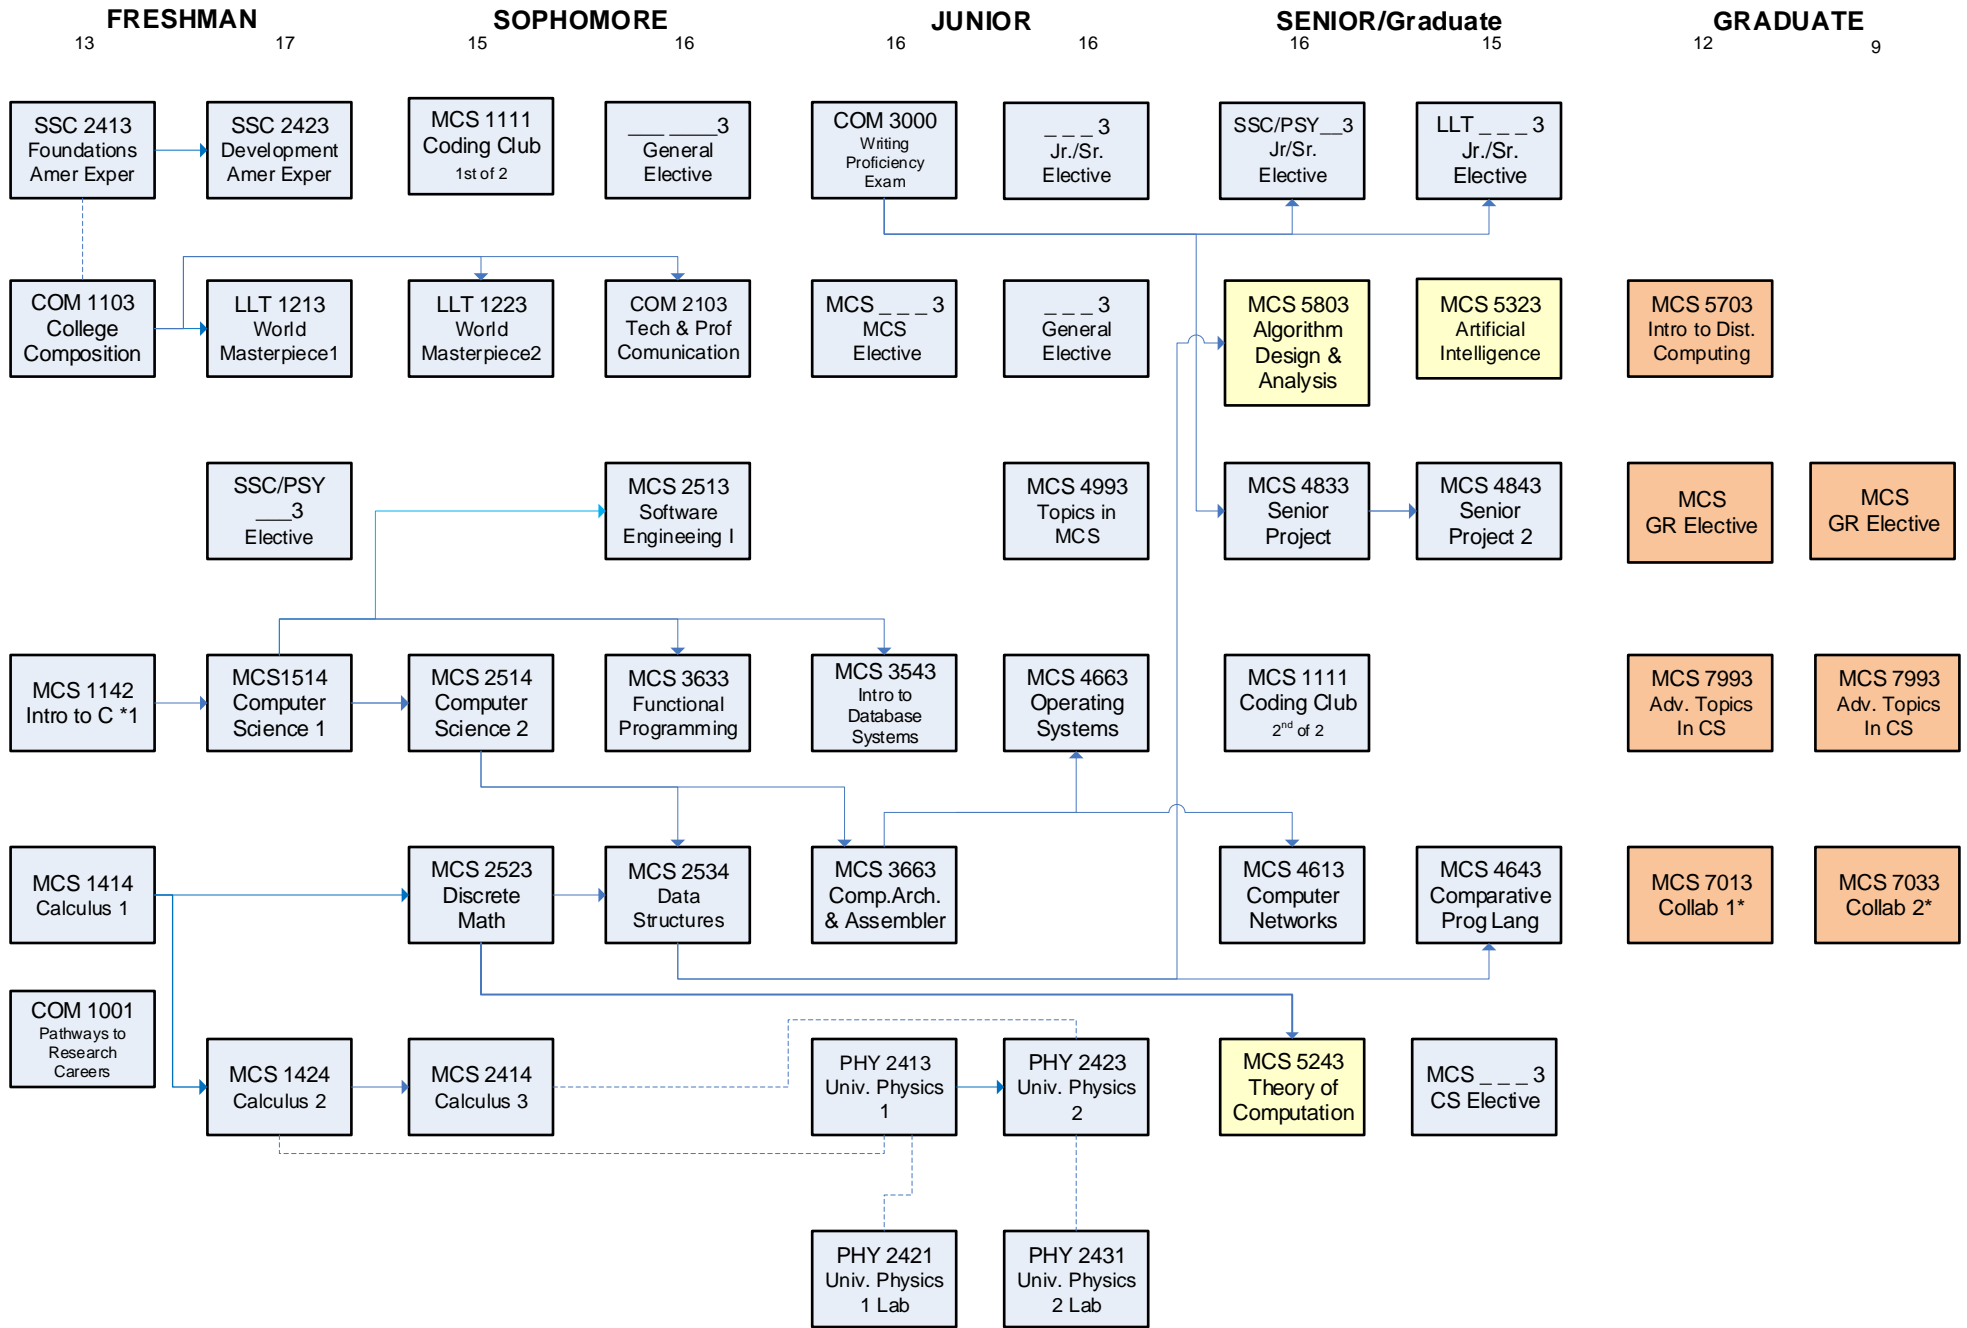 FRESHMAN
SOPHOMORE
JUNIOR
SENIOR/Graduate
GRADUATE
13
17
15
16
16
16
16
15
12
9
SSC 2413
Foundations
Amer Exper
SSC 2423
Development
Amer Exper
MCS 1111
Coding Club
1st of 2
___ ____3
General
Elective
COM 3000
Writing
Proficiency
Exam
_ _ _ 3
Jr./Sr.
Elective
SSC/PSY__3
Jr/Sr.
Elective
LLT _ _ _ 3
Jr./Sr.
Elective
COM 1103
College
Composition
LLT 1213
World
Masterpiece1
LLT 1223
World
Masterpiece2
COM 2103
Tech & Prof
Comunication
MCS _ _ _ 3
MCS
Elective
_ _ _ 3
General
Elective
MCS 5803
Algorithm
Design &
Analysis
MCS 5323
Artificial
Intelligence
MCS 5703
Intro to Dist.
Computing
SSC/PSY
___3
Elective
MCS 2513
Software
Engineeing I
MCS 4993
Topics in
MCS
MCS 4833
Senior
Project
MCS 4843
Senior
Project 2
MCS
GR Elective
MCS
GR Elective
MCS 1142
Intro to C *1
MCS1514
Computer
Science 1
MCS 2514
Computer
Science 2
MCS 3633
Functional
Programming
MCS 3543
Intro to
Database
Systems
MCS 4663
Operating
Systems
MCS 1111
Coding Club
2nd of 2
MCS 7993
Adv. Topics
In CS
MCS 7993
Adv. Topics
In CS
MCS 1414
Calculus 1
MCS 2523
Discrete
Math
MCS 2534
Data
Structures
MCS 3663
Comp.Arch.
& Assembler
MCS 4613
Computer
Networks
MCS 4643
Comparative
Prog Lang
MCS 7013
Collab 1*
MCS 7033
Collab 2*
COM 1001
Pathways to
Research
Careers
MCS 1424
Calculus 2
MCS 2414
Calculus 3
PHY 2413
Univ. Physics
1
PHY 2423
Univ. Physics
2
MCS 5243
Theory of
Computation
MCS _ _ _ 3
CS Elective
PHY 2421
Univ. Physics
1 Lab
PHY 2431
Univ. Physics
2 Lab